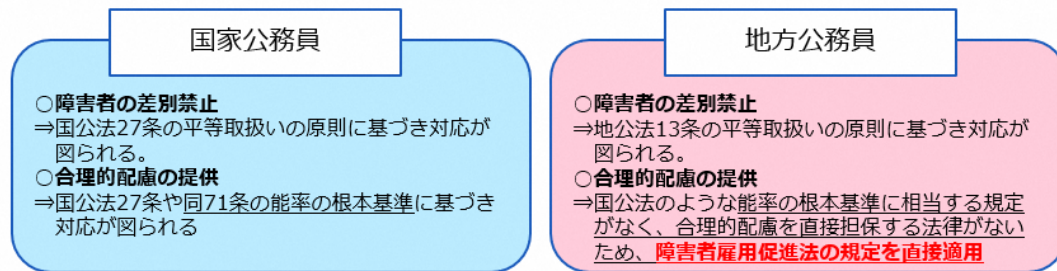 国家公務員
○障害者の差別禁止
⇒国公法27条の平等取扱いの原則に基づき対応が
図られる。
○合理的配慮の提供
⇒国公法27条や同71条の能率の根本基準に基づき
対応が図られる
地方公務員
○障害者の差別禁止
⇒地公法13条の平等取扱いの原則に基づき対応が
図られる。
○合理的配慮の提供
⇒国公法のような能率の根本基準に相当する規定
がなく、合理的配慮を直接担保する法律がない
ため、障害者雇用促進法の規定を直接適用